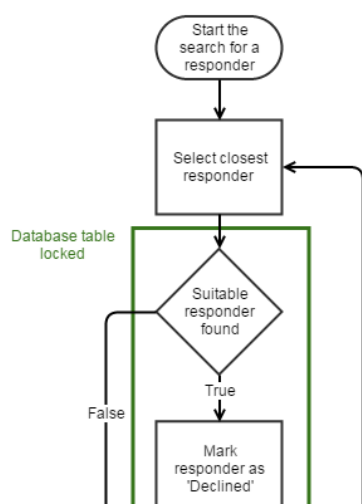 Start the
search for a
responder
Select closest
responder
Database table
locked
Suitable
responder
found
True
False
Mark
responder as
'Declined'